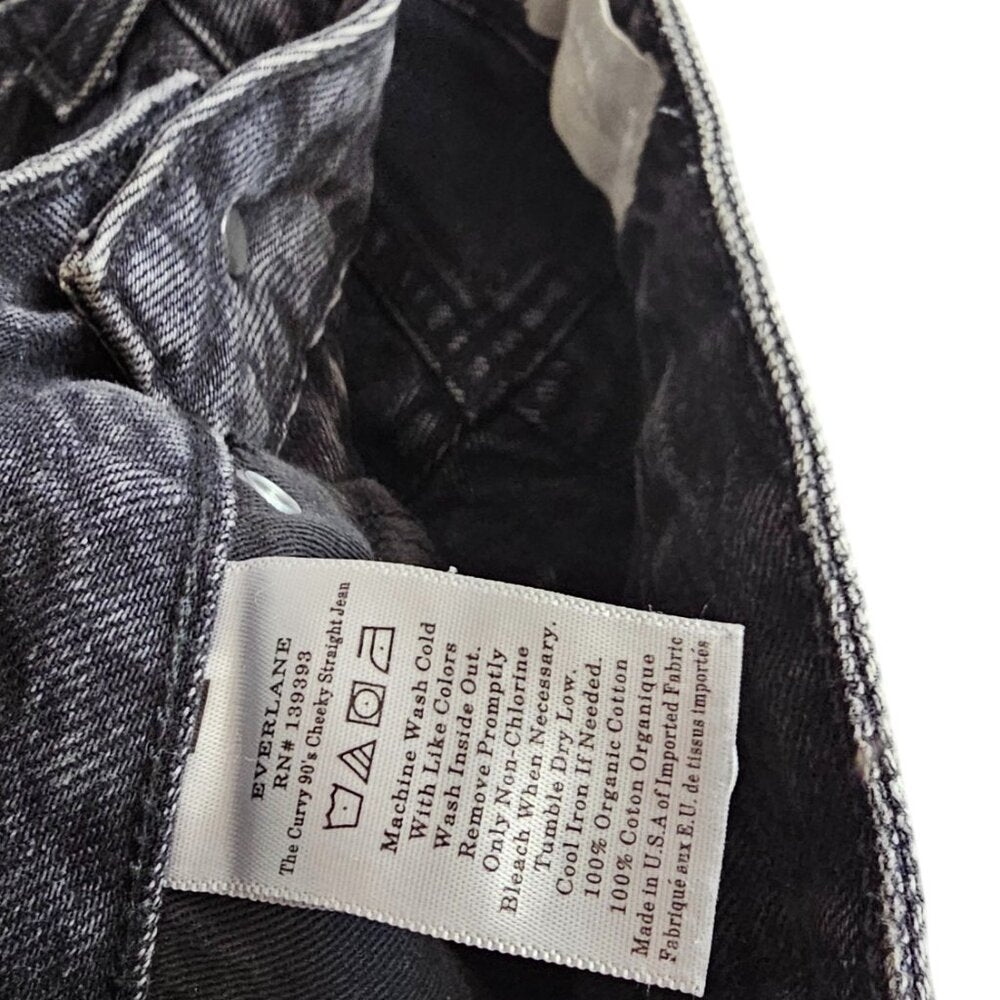 EVERLANE
RN# 139393
The Curvy 90's Cheeky Straight Jean
Machine Wash Cold
With Like Colors
Wash Inside Out.
Remove Promptly
Only Non-Chlorine
Bleach When Necessary.
Tumble Dry Low.
Cool Iron If Needed.
100% Organic Cotton
100% Coton Organique
Made in U.S.A of Imported Fabric
Fabriqué aux E.U. de tissus importés